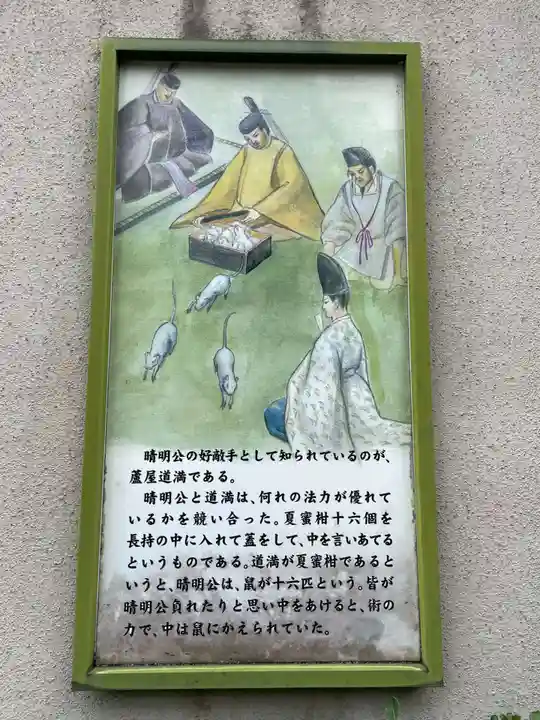 晴明公の好敵手として知られているのが、
蘆屋道満である。
晴明公と道満は、何れの法力が優れて
いるかを競い合った。夏蜜柑十六個を
長持の中に入れて蓋をして、中を言いあてる
というものである。道満が夏蜜柑であると
いうと、晴明公は、鼠が十六匹という。皆が
晴明公負れたりと思い中をあけると、術の
力で、中は鼠にかえられていた。